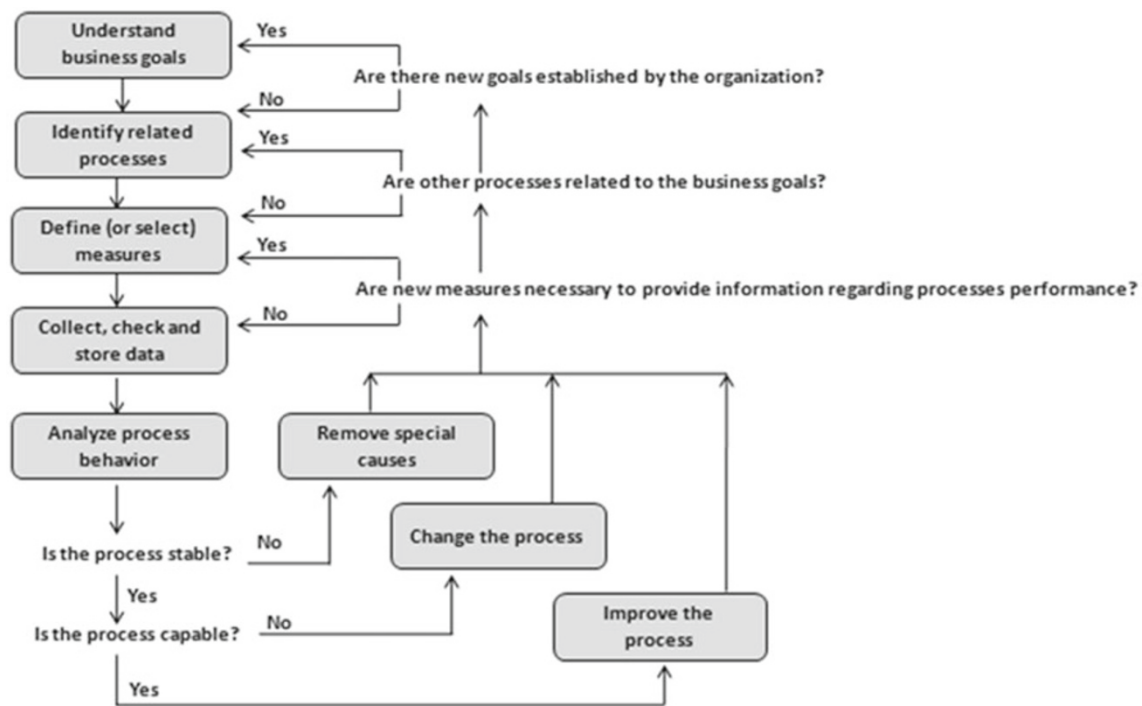 Understand
business goals
Yes
Are there new goals established by the organization?
No
Identify related
processes
Yes
Are other processes related to the business goals?
No
Define (or select)
measures
Yes
Are new measures necessary to provide information regarding processes performance?
No
Collect, check and
store data
Analyze process
behavior
Remove special
causes
Change the process
Is the process stable?
No
Yes
Improve the
process
Is the process capable?
No
Yes